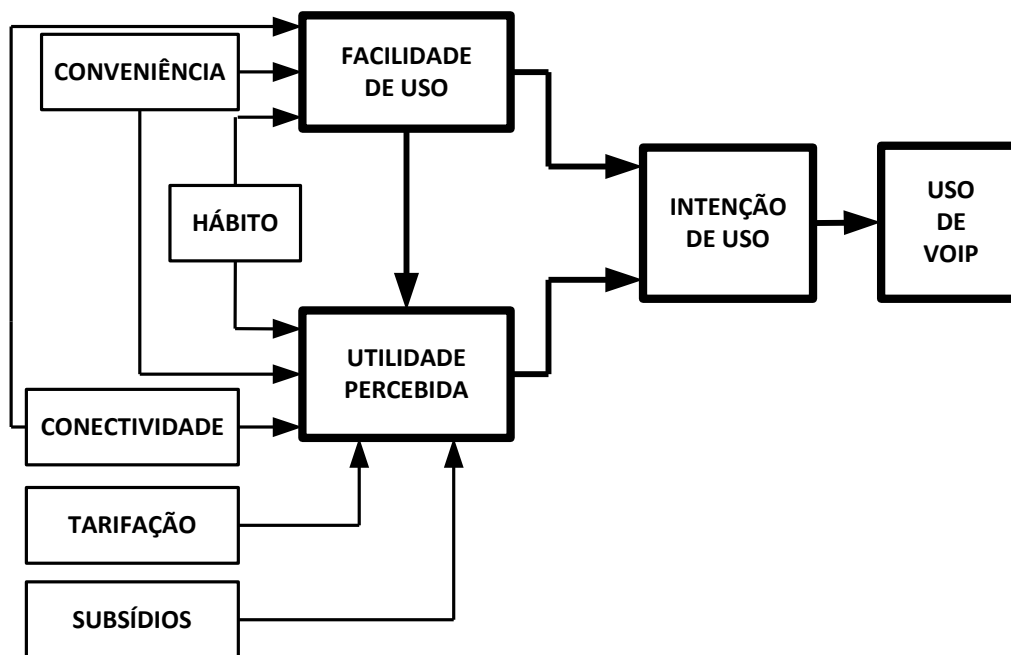 FACILIDADE
DE USO
CONVENIÊNCIA
HÁBITO
INTENÇÃO
DE USO
USO
DE
VOIP
UTILIDADE
PERCEBIDA
CONECTIVIDADE
TARIFAÇÃO
SUBSÍDIOS